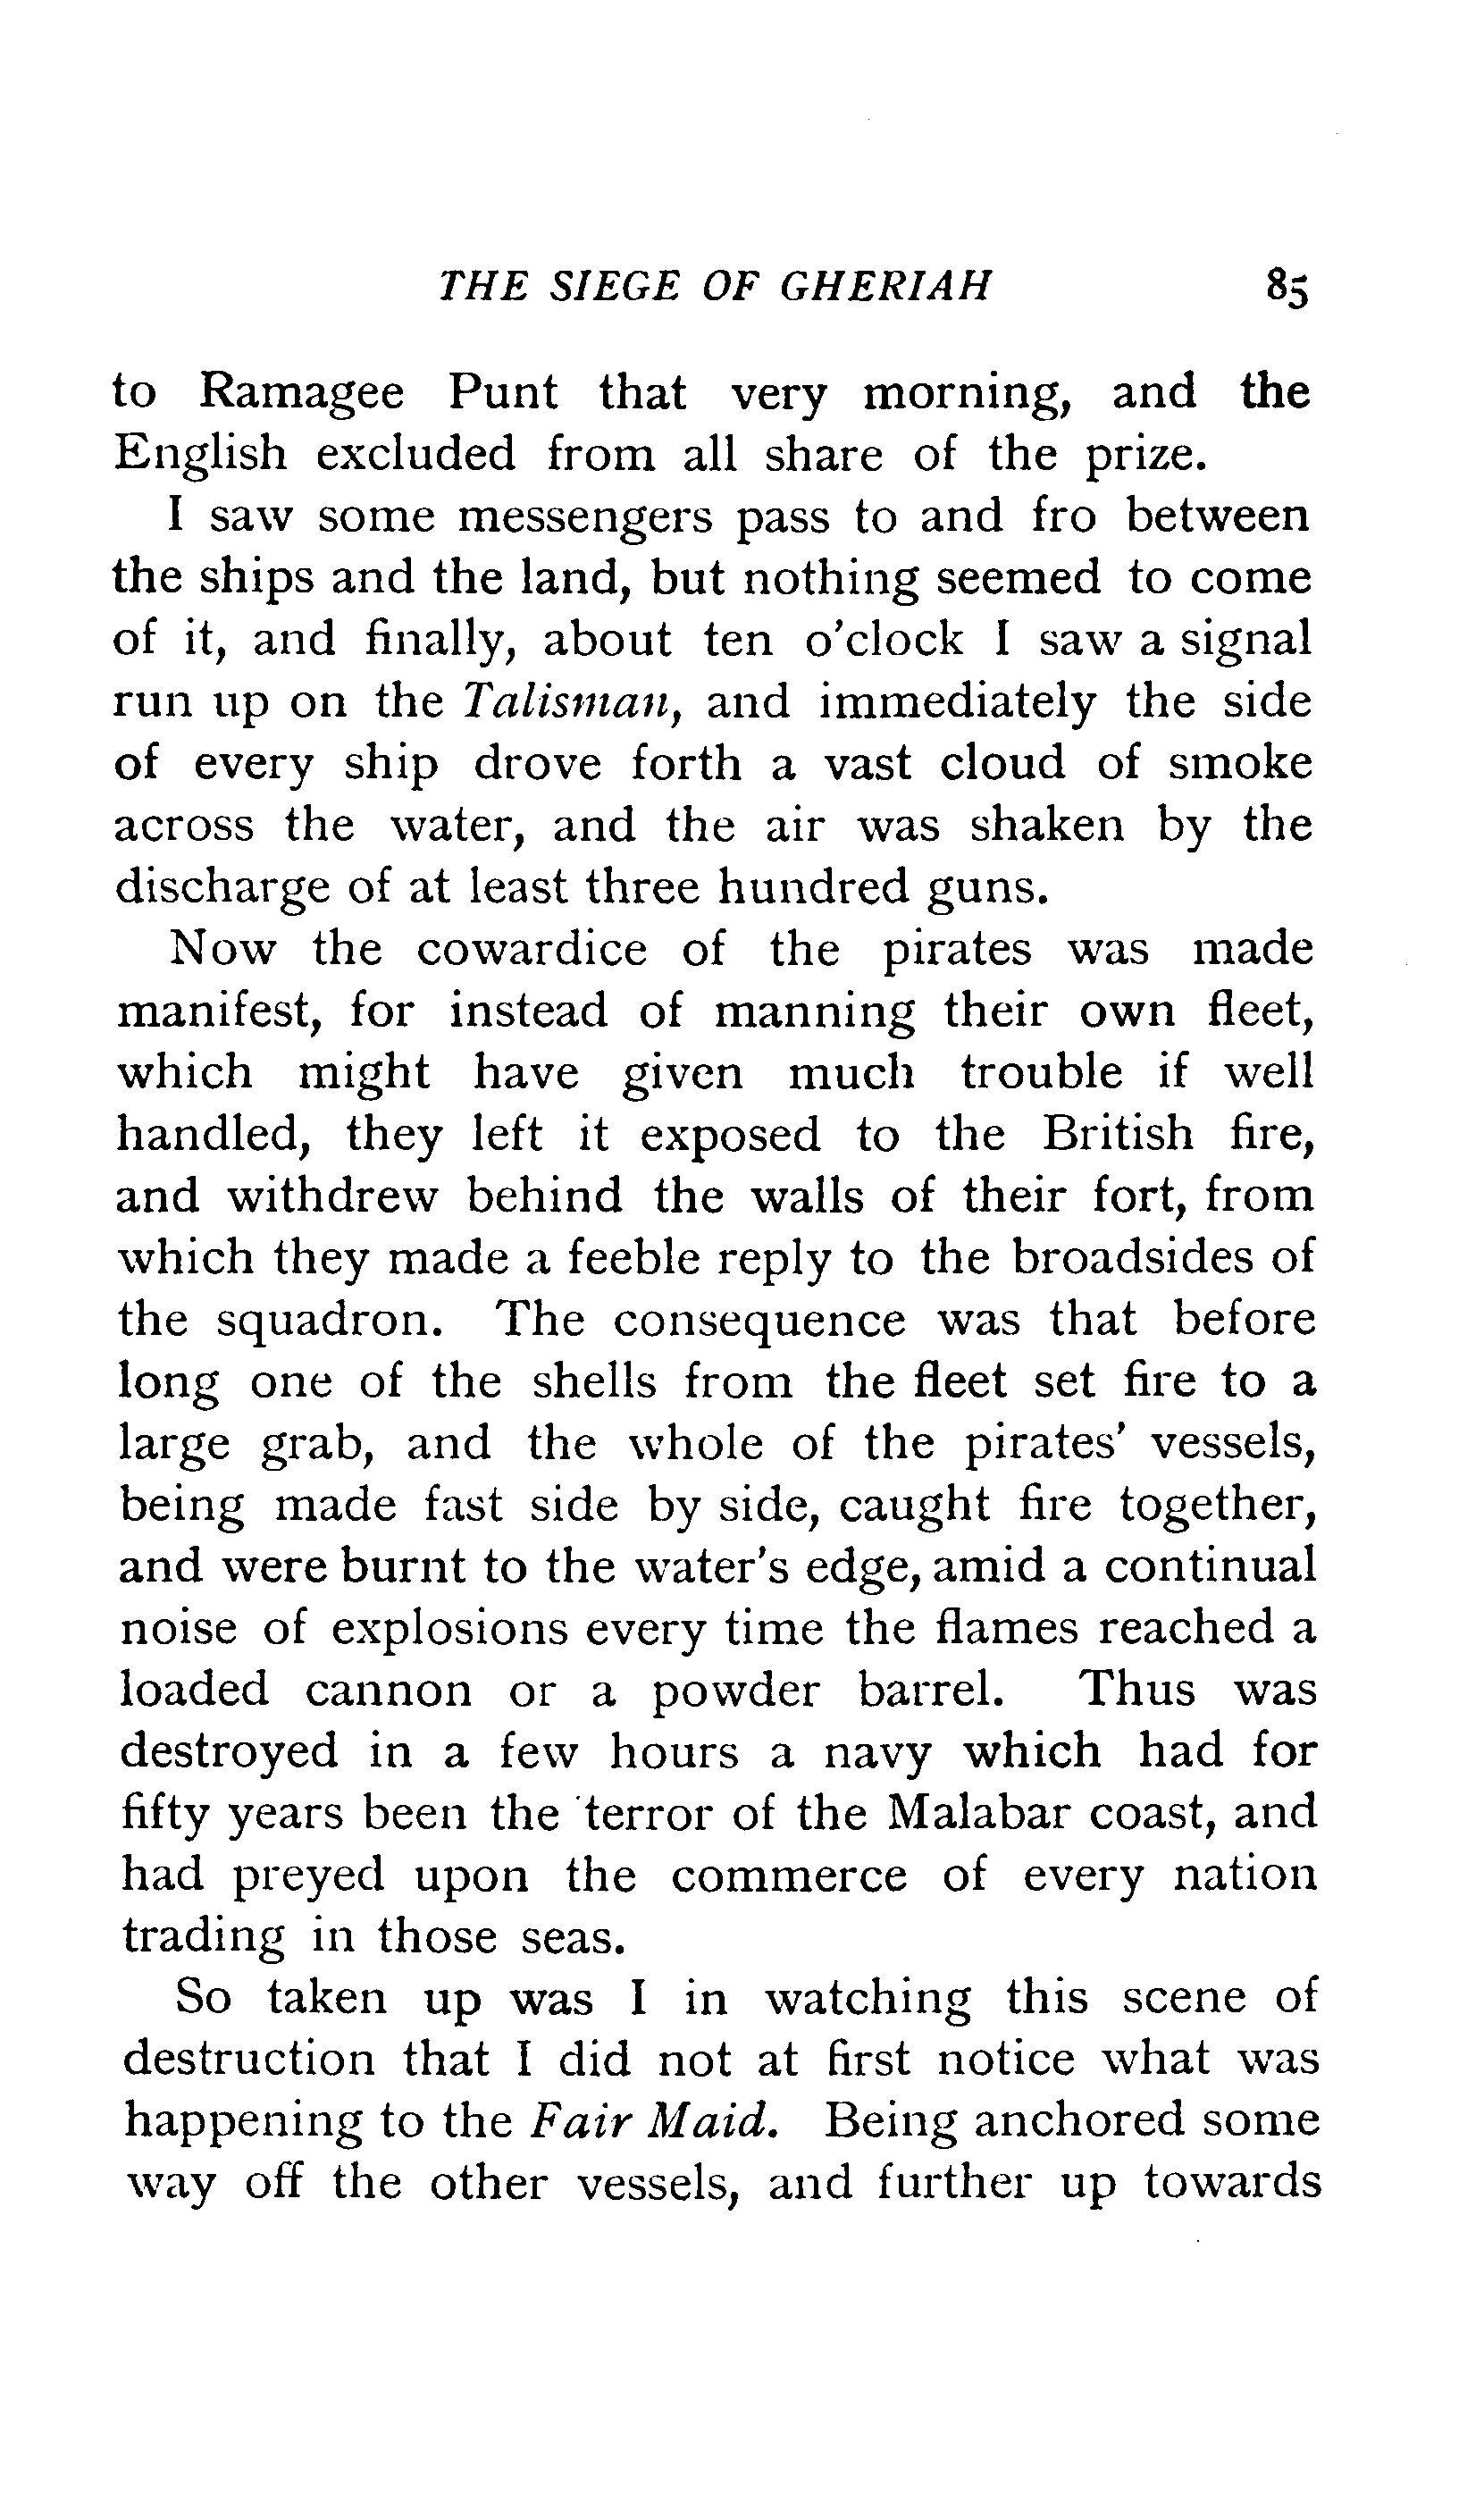 THE SIEGE OF GHERIAH 85
to Ramagee Punt that very morning, and the
English excluded from all share of the prize.
I saw some messengers pass to and fro between
the ships and the land, but nothing seemed to come
of it, and finally, about ten o'clock I saw a signal
run up on the Talisman, and immediately the side
of every ship drove forth a vast cloud of smoke
across the water, and the air was shaken by the
discharge of at least three hundred guns.
Now the cowardice of the pirates was made
manifest, for instead of manning their own fleet,
which might have given much trouble if well
handled, they left it exposed to the British fire,
and withdrew behind the walls of their fort, from
which they made a feeble reply to the broadsides of
the squadron. The consequence was that before
long one of the shells from the fleet set fire to a
large grab, and the whole of the pirates' vessels,
being made fast side by side, caught fire together,
and were burnt to the water's edge, amid a continual
noise of explosions every time the flames reached a
loaded cannon or a powder barrel. Thus was
destroyed in a few hours a navy which had for
fifty years been the terror of the Malabar coast, and
had preyed upon the commerce of every nation
trading in those seas.
So taken up was I in watching this scene of
destruction that I did not at first notice what was
happening to the Fair Maid. Being anchored some
way off the other vessels, and further up towards